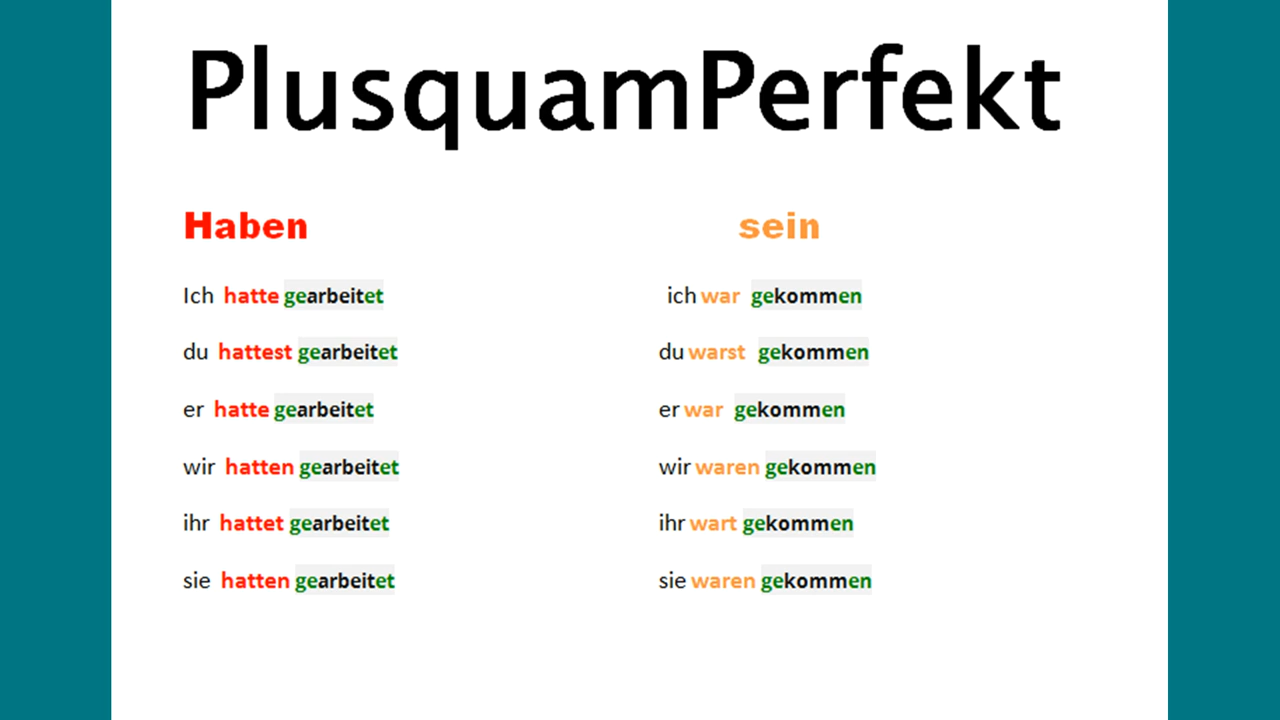 PlusquamPerfekt
Haben sein
Ich hatte gearbeitet ich war gekommen
du hattest gearbeitet du warst gekommen
er hatte gearbeitet er war gekommen
wir hatten gearbeitet wir waren gekommen
ihr hattet gearbeitet ihr wart gekommen
sie hatten gearbeitet sie waren gekommen